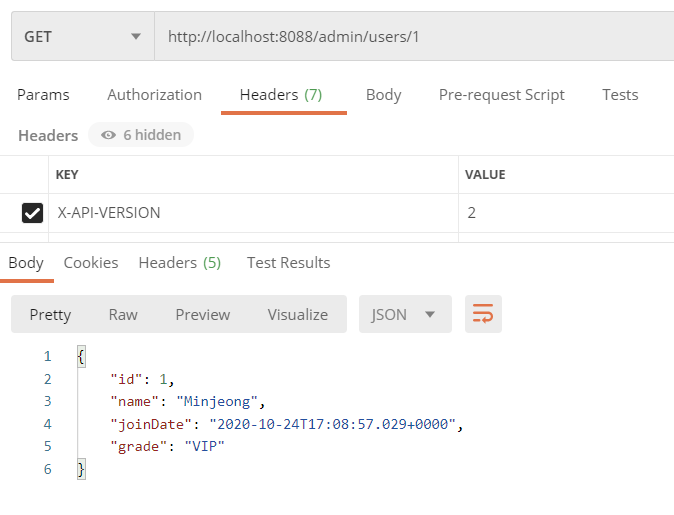 GET http://localhost:8088/admin/users/1
Params Authorization Headers (7) Body Pre-request Script Tests
Headers 6 hidden
KEY VALUE
X-API-VERSION 2
Body Cookies Headers (5) Test Results
Pretty Raw Preview Visualize JSON
1 {
2 "id": 1,
3 "name": "Minjeong",
4 "joinDate": "2020-10-24T17:08:57.029+0000",
5 "grade": "VIP"
6 }